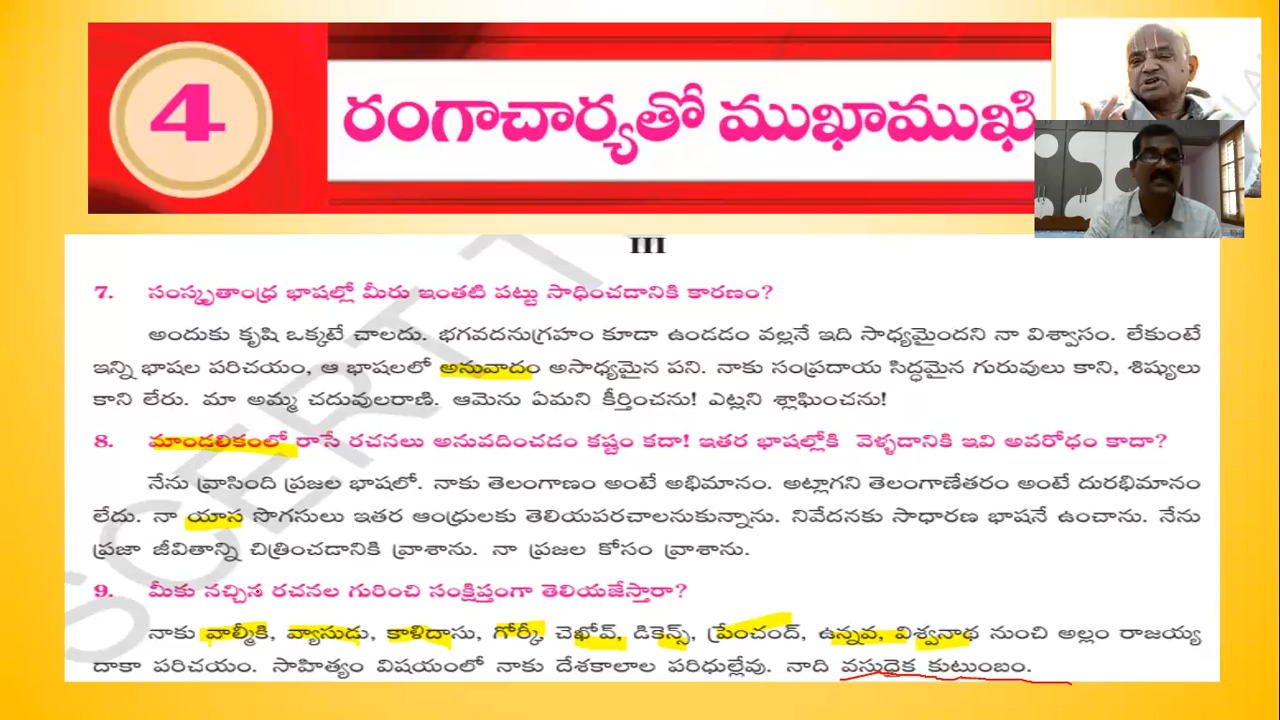 4
రంగాచార్యతో ముఖాముఖి
III
7. సంస్కృతాంధ్ర భాషల్లో మీరు ఇంతటి పట్టు సాధించడానికి కారణం?
అందుకు కృషి ఒక్కటే చాలదు. భగవదనుగ్రహం కూడా ఉండడం వల్లనే ఇది సాధ్యమైందని నా విశ్వాసం. లేకుంటే
ఇన్ని భాషల పరిచయం, ఆ భాషలలో అనువాదం అసాధ్యమైన పని. నాకు సంప్రదాయ సిద్ధమైన గురువులు కాని, శిష్యులు
కాని లేరు. మా అమ్మ చదువులరాణి. ఆమెను ఏమని కీర్తించను! ఎట్లని శ్లాఘించను!
8. మాండలికంలో రాసే రచనలు అనువదించడం కష్టం కదా! ఇతర భాషల్లోకి వెళ్ళడానికి ఇవి అవరోధం కాదా?
నేను వ్రాసింది ప్రజల భాషలో. నాకు తెలంగాణం అంటే అభిమానం. అట్లాగని తెలంగాణేతరం అంటే దురభిమానం
లేదు. నా యాస సొగసులు ఇతర ఆంధ్రులకు తెలియపరచాలనుకున్నాను. నివేదనకు సాధారణ భాషనే ఉంచాను. నేను
ప్రజా జీవితాన్ని చిత్రించడానికి వ్రాశాను. నా ప్రజల కోసం వ్రాశాను.
9. మీకు నచ్చిన రచనల గురించి సంక్షిప్తంగా తెలియజేస్తారా?
నాకు వాల్మీకి, వ్యాసుడు, కాళిదాసు, గోర్కీ, చెఖోవ్, డికెన్స్, ప్రేంచంద్, ఉన్నవ, విశ్వనాథ నుంచి అల్లం రాజయ్య
దాకా పరిచయం. సాహిత్యం విషయంలో నాకు దేశకాలాల పరిధుల్లేవు. నాది వసుధైక కుటుంబం.
SCERT T